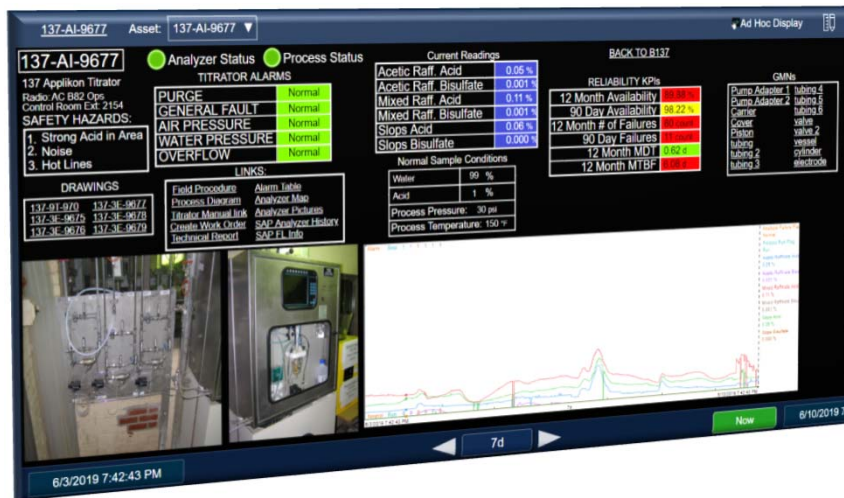 137-AI-9677 Asset: 137-AI-9677 ▼ Ad Hoc Display
137-AI-9677
Analyzer Status
Process Status
137 Applikon Titrator
Radio: AC B82 Ops
Control Room Ext: 2154
SAFETY HAZARDS:
1. Strong Acid in Area
2. Noise
3. Hot Lines
TITRATOR ALARMS
PURGE Normal
GENERAL FAULT Normal
AIR PRESSURE Normal
WATER PRESSURE Normal
OVERFLOW Normal
Current Readings
Acetic Raff. Acid 0.05 %
Acetic Raff. Bisulfate 0.001 %
Mixed Raff. Acid 0.11 %
Mixed Raff. Bisulfate 0.001 %
Slops Acid 0.06 %
Slops Bisulfate 0.000 %
BACK TO B137
RELIABILITY KPIs
12 Month Availability
90 Day Availability 98.22 %
12 Month # of Failures
90 Day Failures
12 Month MDT 0.62 d
12 Month MTBF
GMNs
Pump Adapter 1 tubing 4
Pump Adapter 2 tubing 5
Carrier tubing 6
Cover valve
Piston valve 2
tubing vessel
tubing 2 cylinder
tubing 3 electrode
DRAWINGS
137-9T-970 137-3E-9677
137-3E-9675 137-3E-9678
137-3E-9676 137-3E-9679
LINKS:
Field Procedure Alarm Table
Process Diagram Analyzer Map
Titrator Manual link Analyzer Pictures
Create Work Order SAP Analyzer History
Technical Report SAP FL Info
Normal Sample Conditions
Water 99 %
Acid 1 %
Process Pressure: 30 psi
Process Temperature: 150 °F
7d
Now
6/3/2019 7:42:43 PM
6/10/2019 7